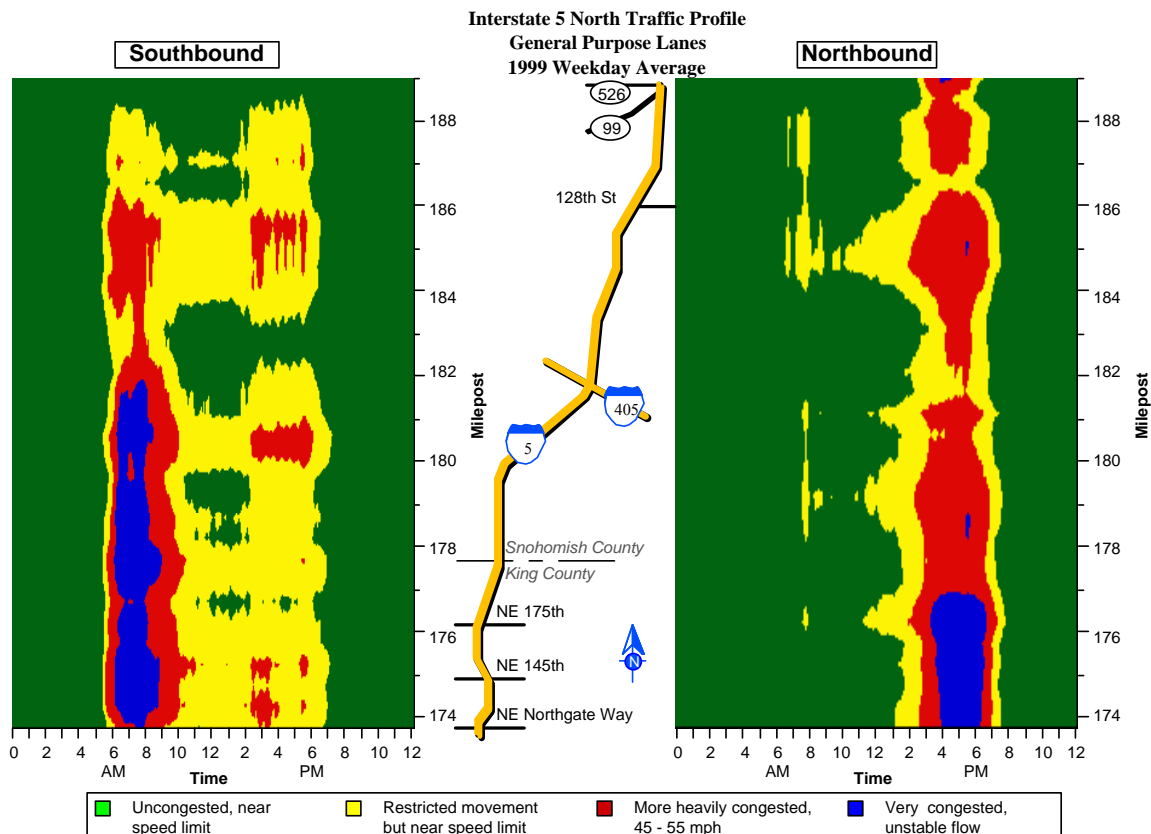 Interstate 5 North Traffic Profile
General Purpose Lanes
1999 Weekday Average
Southbound
Northbound
188
186
184
182
180
178
176
174
Milepost
0 2 4 6 8 10 12 2 4 6 8 10 12
AM Time PM
526
99
128th St
405
5
Snohomish County
King County
NE 175th
N
NE 145th
NE Northgate Way
188
186
184
182
180
178
176
174
Milepost
0 2 4 6 8 10 12 2 4 6 8 10 12
AM Time PM
Uncongested, near
speed limit
Restricted movement
but near speed limit
More heavily congested,
45 - 55 mph
Very congested,
unstable flow